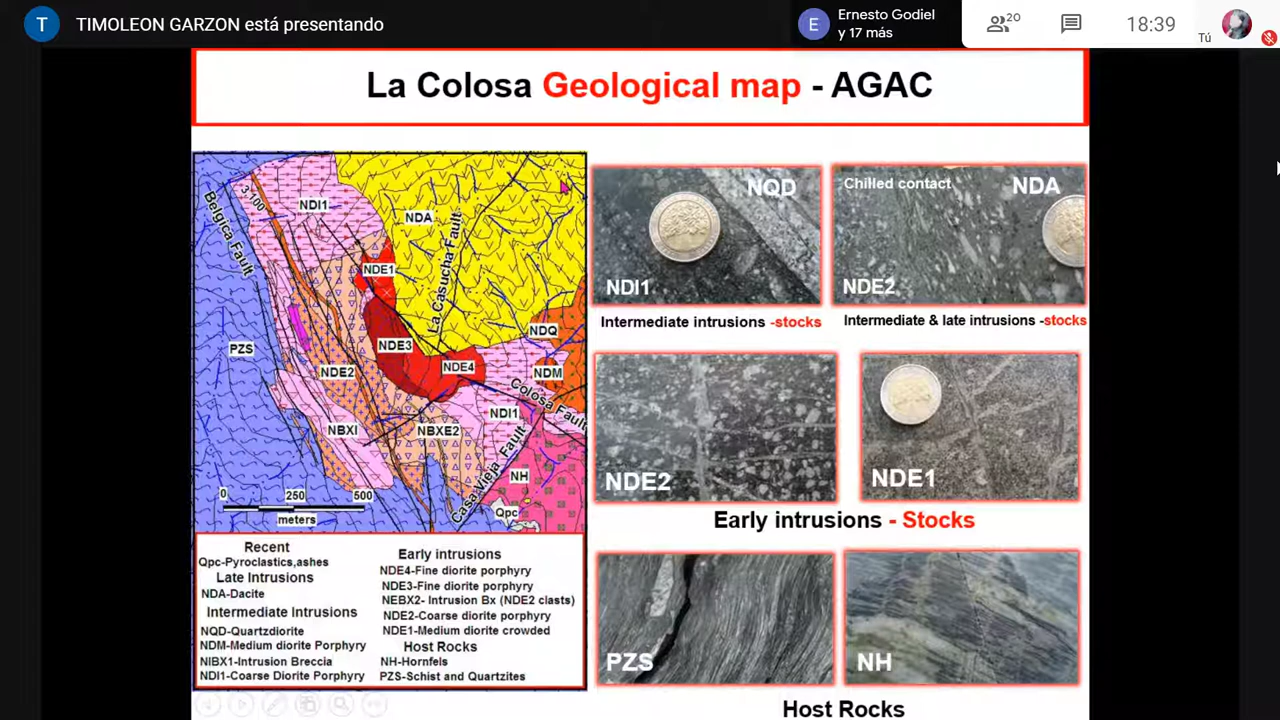 T TIMOLEON GARZON está presentando
E Ernesto Godiel
y 17 más
20
18:39
Tú
La Colosa Geological map - AGAC
Belgica Fault
3,100
NDI1
NDA
La Casucha Fault
NDE1
NDE3
NDE4
NDQ
NDM
PZS
NDE2
Colosa Fault
NDI1
NBXI
NBXE2
Casa Vieja Fault
NH
Qpc
0 250 500
meters
Recent
Qpc-Pyroclastics,ashes
Late Intrusions
NDA-Dacite
Intermediate Intrusions
NQD-Quartzdiorite
NDM-Medium diorite Porphyry
NIBX1-Intrusion Breccia
NDI1-Coarse Diorite Porphyry
Early intrusions
NDE4-Fine diorite porphyry
NDE3-Fine diorite porphyry
NEBX2- Intrusion Bx (NDE2 clasts)
NDE2-Coarse diorite porphyry
NDE1-Medium diorite crowded
Host Rocks
NH-Hornfels
PZS-Schist and Quartzites
NQD
NDI1
Intermediate intrusions -stocks
Chilled contact
NDA
NDE2
Intermediate & late intrusions -stocks
NDE2
NDE1
Early intrusions - Stocks
PZS
NH
Host Rocks